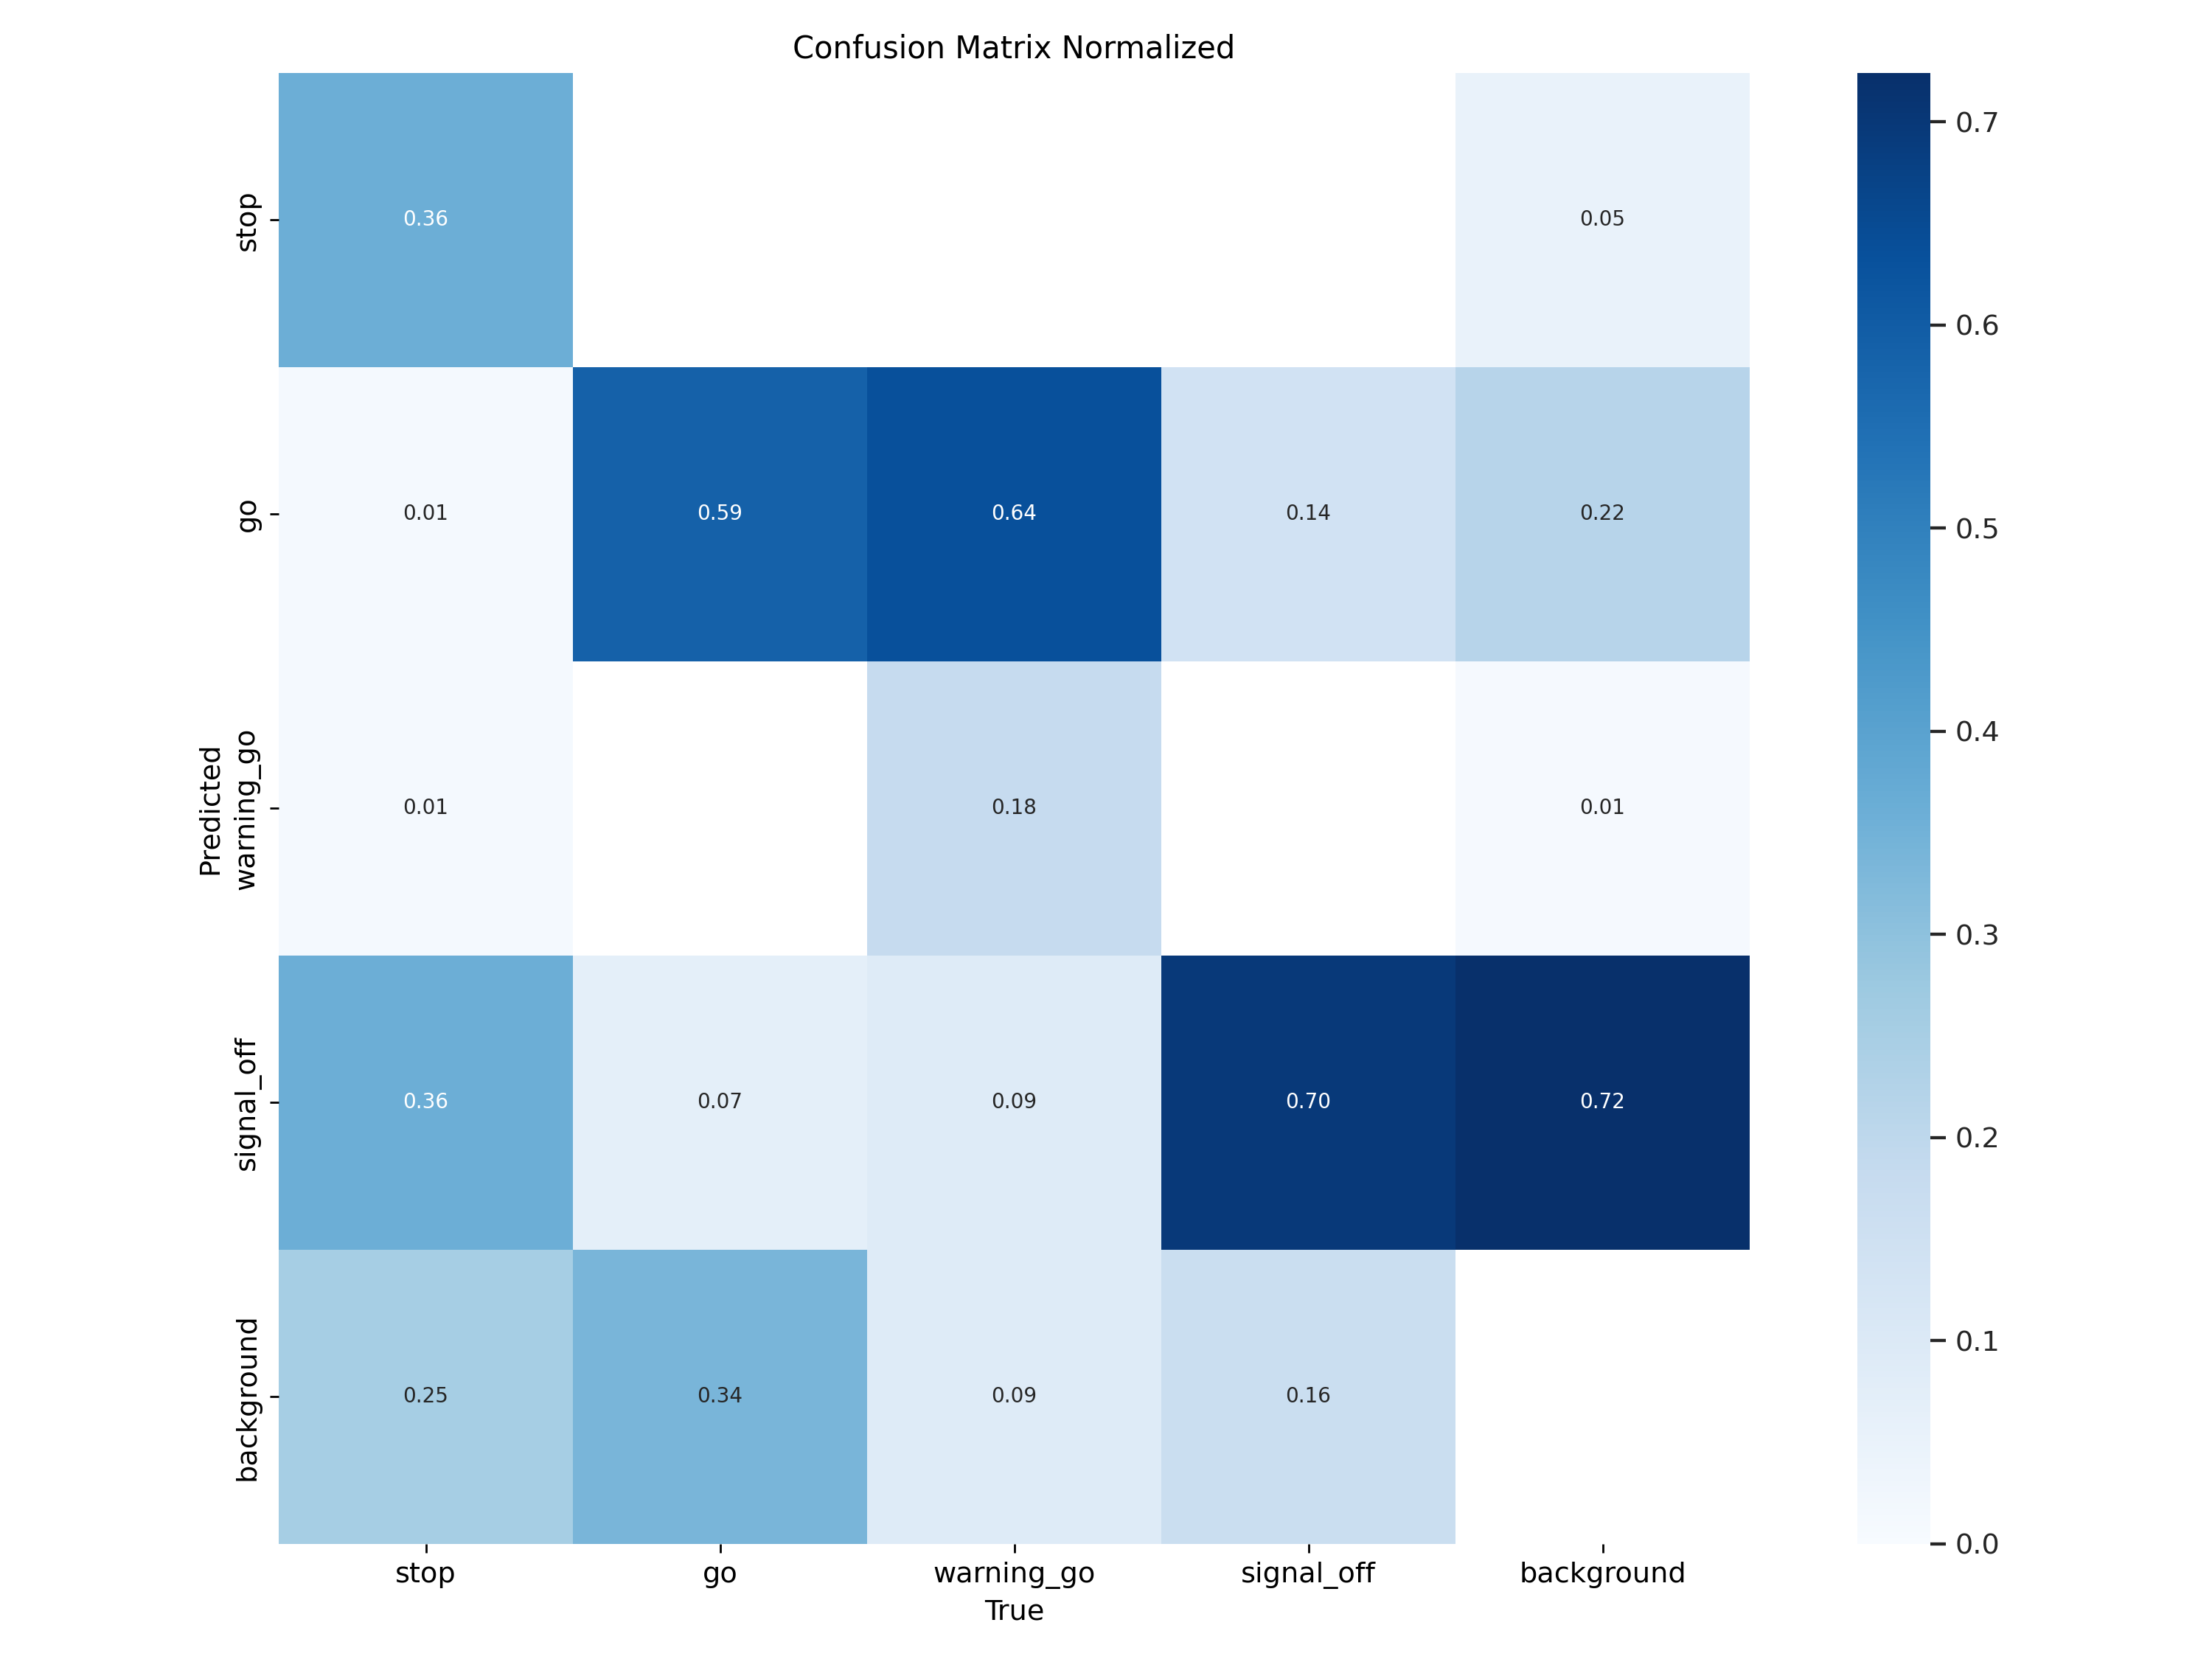 Confusion Matrix Normalized
stop
0.36
0.05
0.7
0.6
go
0.01
0.59
0.64
0.14
0.22
0.5
0.4
Predicted
warning_go
0.01
0.18
0.01
0.3
signal_off
0.36
0.07
0.09
0.70
0.72
0.2
0.1
background
0.25
0.34
0.09
0.16
0.0
stop
go
warning_go
signal_off
background
True